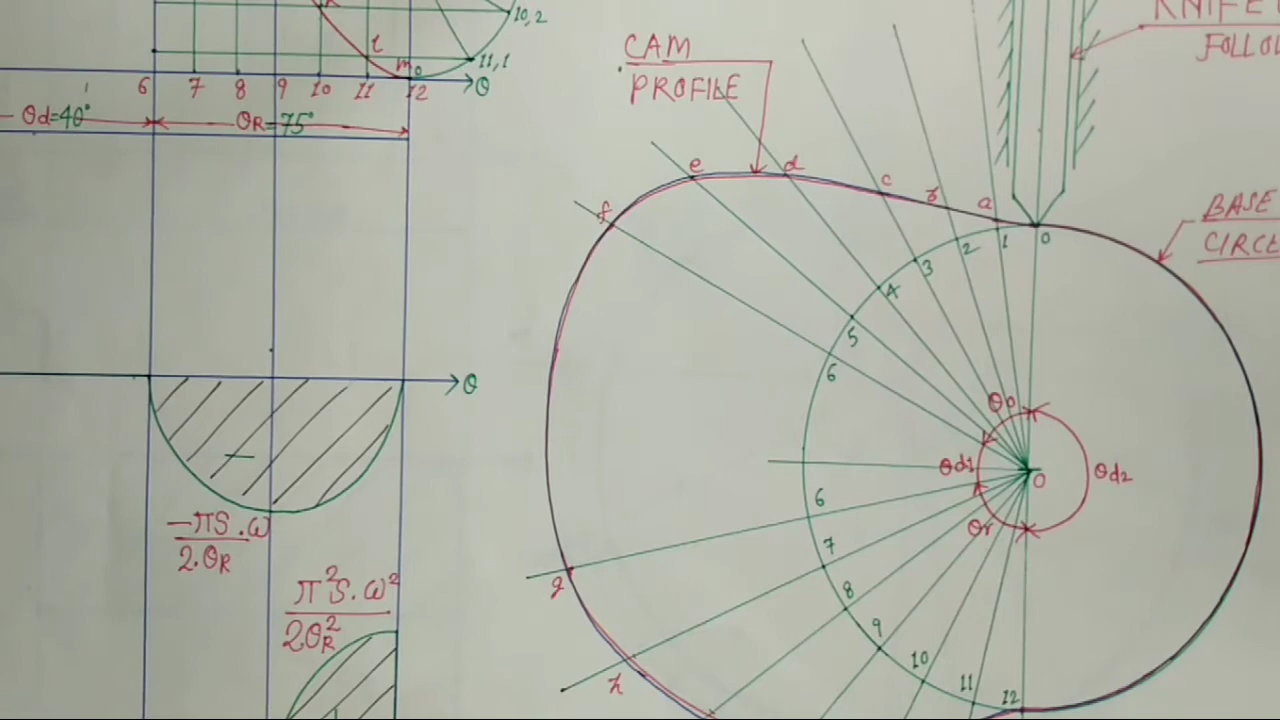 10,2
l
11,1
m
6 7 8 9 10 11 12 θ
θd=40°
θR=75°
θ
-πS.ω
2.θR
π²S.ω²
2θR²
CAM
PROFILE
KNIFE
BASE
CIRCLE
f e d c b a
6 5 4 3 2 1 0
θo
θd1 O θd2
θr
g 6
h 7
8
9
10
11
12